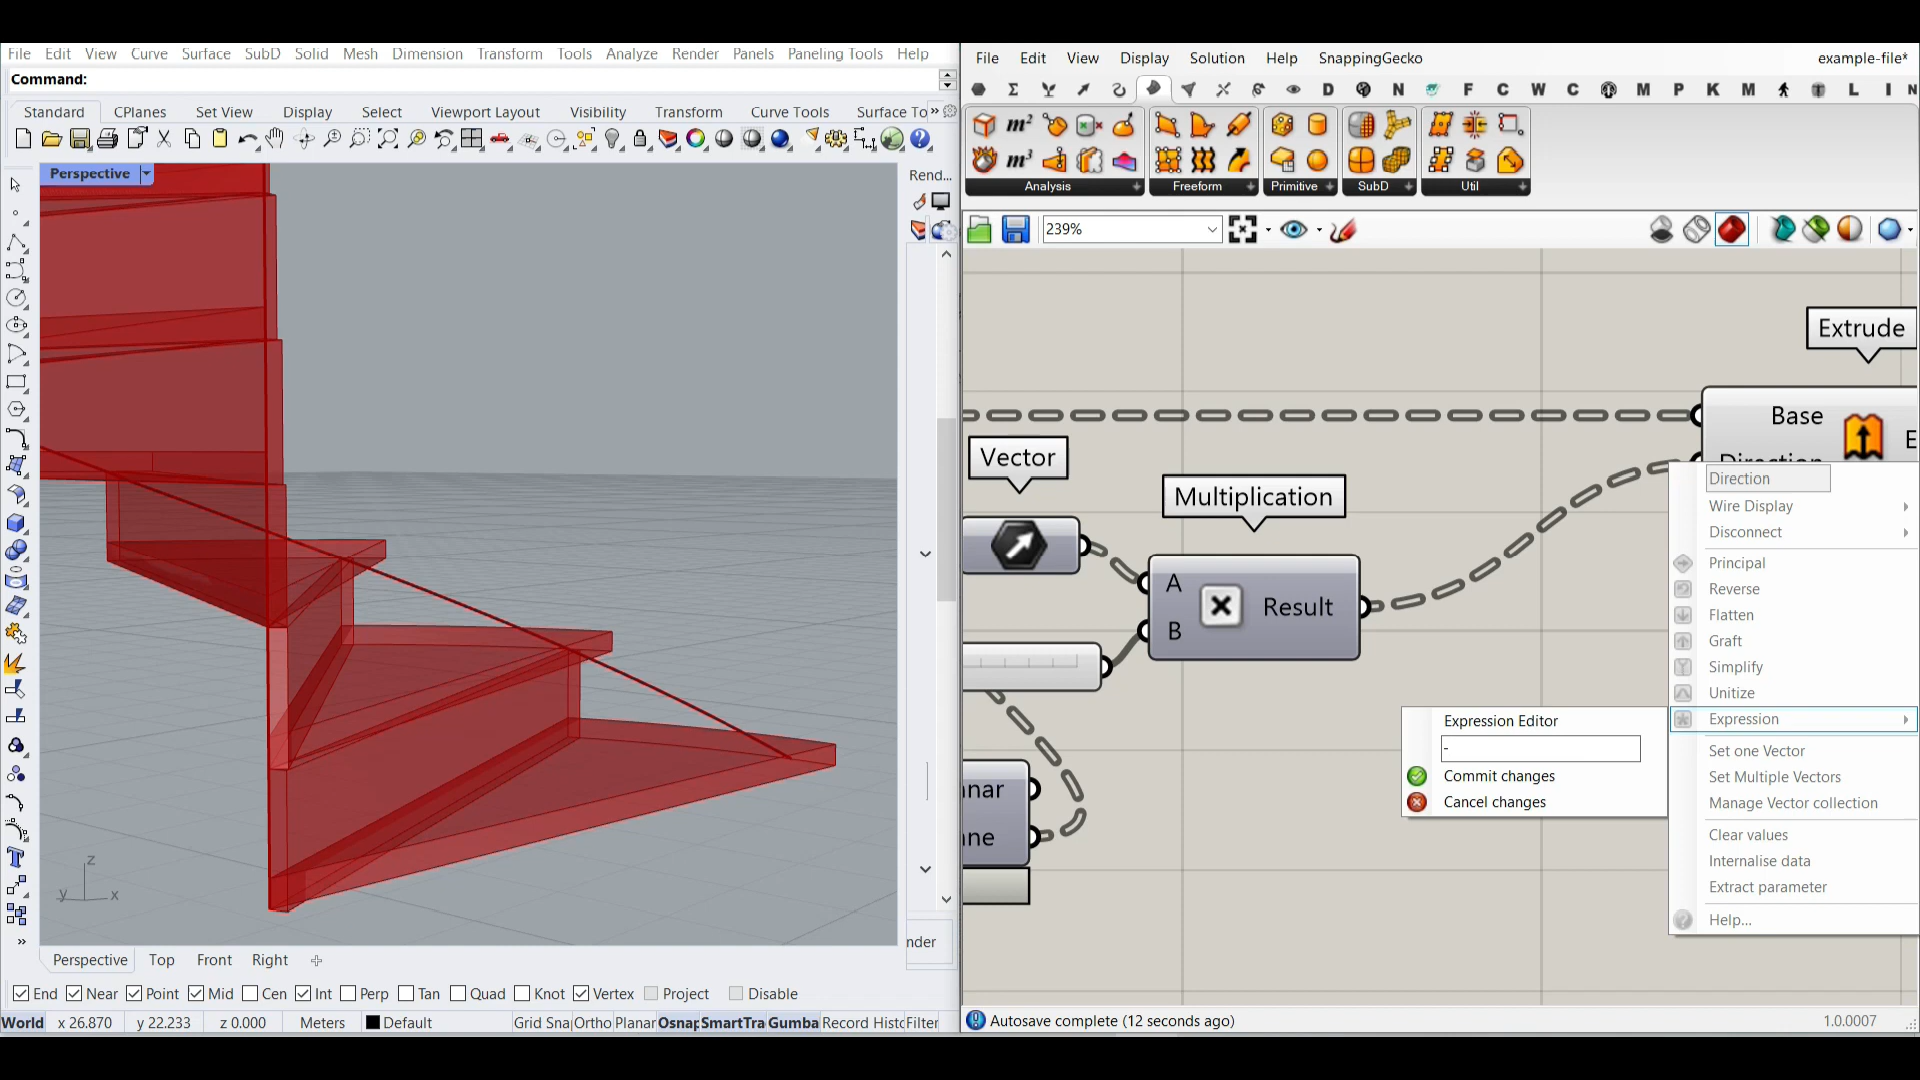 File Edit View Curve Surface SubD Solid Mesh Dimension Transform Tools Analyze Render Panels Paneling Tools Help
Command:
Standard CPlanes Set View Display Select Viewport Layout Visibility Transform Curve Tools Surface To »
Perspective
Rend...
z
y
x
nder
Perspective Top Front Right
End Near Point Mid Cen Int Perp Tan Quad Knot Vertex Project Disable
World x 26.870 y 22.233 z 0.000 Meters Default Grid Sna Ortho Planar Osnap SmartTra Gumba Record Histo Filter
File Edit View Display Solution Help SnappingGecko example-file*
D N F C W C M P K M L I N
m² m³
Analysis Freeform Primitive SubD Util
239%
Extrude
Base
E
Direction
Vector
Multiplication
A
B
Result
nar
ne
Direction
Wire Display
Disconnect
Principal
Reverse
Flatten
Graft
Simplify
Unitize
Expression
Set one Vector
Set Multiple Vectors
Manage Vector collection
Clear values
Internalise data
Extract parameter
Help...
Expression Editor
-
Commit changes
Cancel changes
Autosave complete (12 seconds ago) 1.0.0007